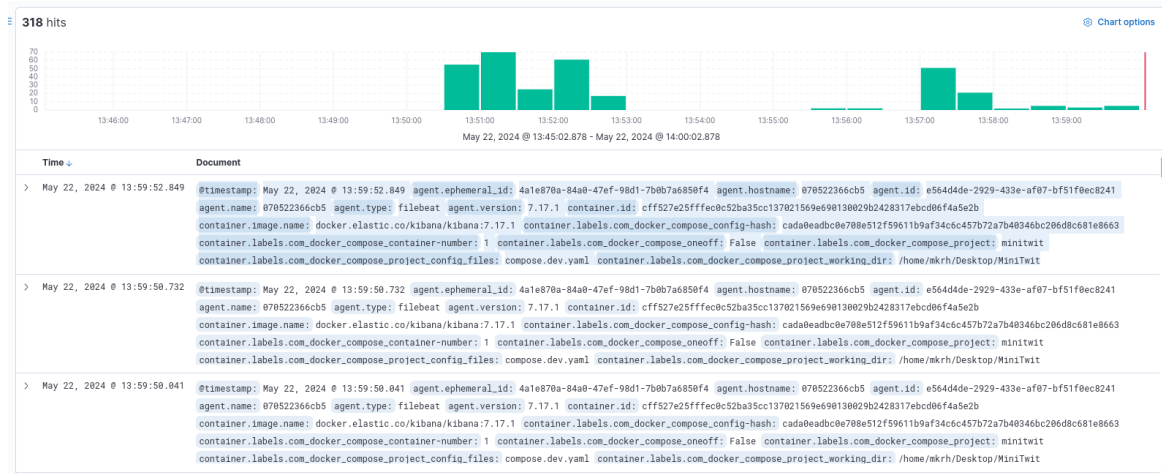 318 hits
Chart options
70
60
50
40
30
20
10
0
13:46:00 13:47:00 13:48:00 13:49:00 13:50:00 13:51:00 13:52:00 13:53:00 13:54:00 13:55:00 13:56:00 13:57:00 13:58:00 13:59:00
May 22, 2024 @ 13:45:02.878 - May 22, 2024 @ 14:00:02.878
Time Document
May 22, 2024 @ 13:59:52.849 @timestamp: May 22, 2024 @ 13:59:52.849 agent.ephemeral_id: 4a1e870a-84a0-47ef-98d1-7b0b7a6850f4 agent.hostname: 070522366cb5 agent.id: e564d4de-2929-433e-af07-bf51f0ec8241
agent.name: 070522366cb5 agent.type: filebeat agent.version: 7.17.1 container.id: cff527e25fffec0c52ba35cc137021569e690130029b2428317ebcd06f4a5e2b
container.image.name: docker.elastic.co/kibana/kibana:7.17.1 container.labels.com_docker_compose_config-hash: cada0eadbc0e708e512f59611b9af34c6c457b72a7b40346bc206d8c681e8663
container.labels.com_docker_compose_container-number: 1 container.labels.com_docker_compose_oneoff: False container.labels.com_docker_compose_project: minitwit
container.labels.com_docker_compose_project_config_files: compose.dev.yaml container.labels.com_docker_compose_project_working_dir: /home/mkrh/Desktop/MiniTwit
May 22, 2024 @ 13:59:50.732 @timestamp: May 22, 2024 @ 13:59:50.732 agent.ephemeral_id: 4a1e870a-84a0-47ef-98d1-7b0b7a6850f4 agent.hostname: 070522366cb5 agent.id: e564d4de-2929-433e-af07-bf51f0ec8241
agent.name: 070522366cb5 agent.type: filebeat agent.version: 7.17.1 container.id: cff527e25fffec0c52ba35cc137021569e690130029b2428317ebcd06f4a5e2b
container.image.name: docker.elastic.co/kibana/kibana:7.17.1 container.labels.com_docker_compose_config-hash: cada0eadbc0e708e512f59611b9af34c6c457b72a7b40346bc206d8c681e8663
container.labels.com_docker_compose_container-number: 1 container.labels.com_docker_compose_oneoff: False container.labels.com_docker_compose_project: minitwit
container.labels.com_docker_compose_project_config_files: compose.dev.yaml container.labels.com_docker_compose_project_working_dir: /home/mkrh/Desktop/MiniTwit
May 22, 2024 @ 13:59:50.041 @timestamp: May 22, 2024 @ 13:59:50.041 agent.ephemeral_id: 4a1e870a-84a0-47ef-98d1-7b0b7a6850f4 agent.hostname: 070522366cb5 agent.id: e564d4de-2929-433e-af07-bf51f0ec8241
agent.name: 070522366cb5 agent.type: filebeat agent.version: 7.17.1 container.id: cff527e25fffec0c52ba35cc137021569e690130029b2428317ebcd06f4a5e2b
container.image.name: docker.elastic.co/kibana/kibana:7.17.1 container.labels.com_docker_compose_config-hash: cada0eadbc0e708e512f59611b9af34c6c457b72a7b40346bc206d8c681e8663
container.labels.com_docker_compose_container-number: 1 container.labels.com_docker_compose_oneoff: False container.labels.com_docker_compose_project: minitwit
container.labels.com_docker_compose_project_config_files: compose.dev.yaml container.labels.com_docker_compose_project_working_dir: /home/mkrh/Desktop/MiniTwit